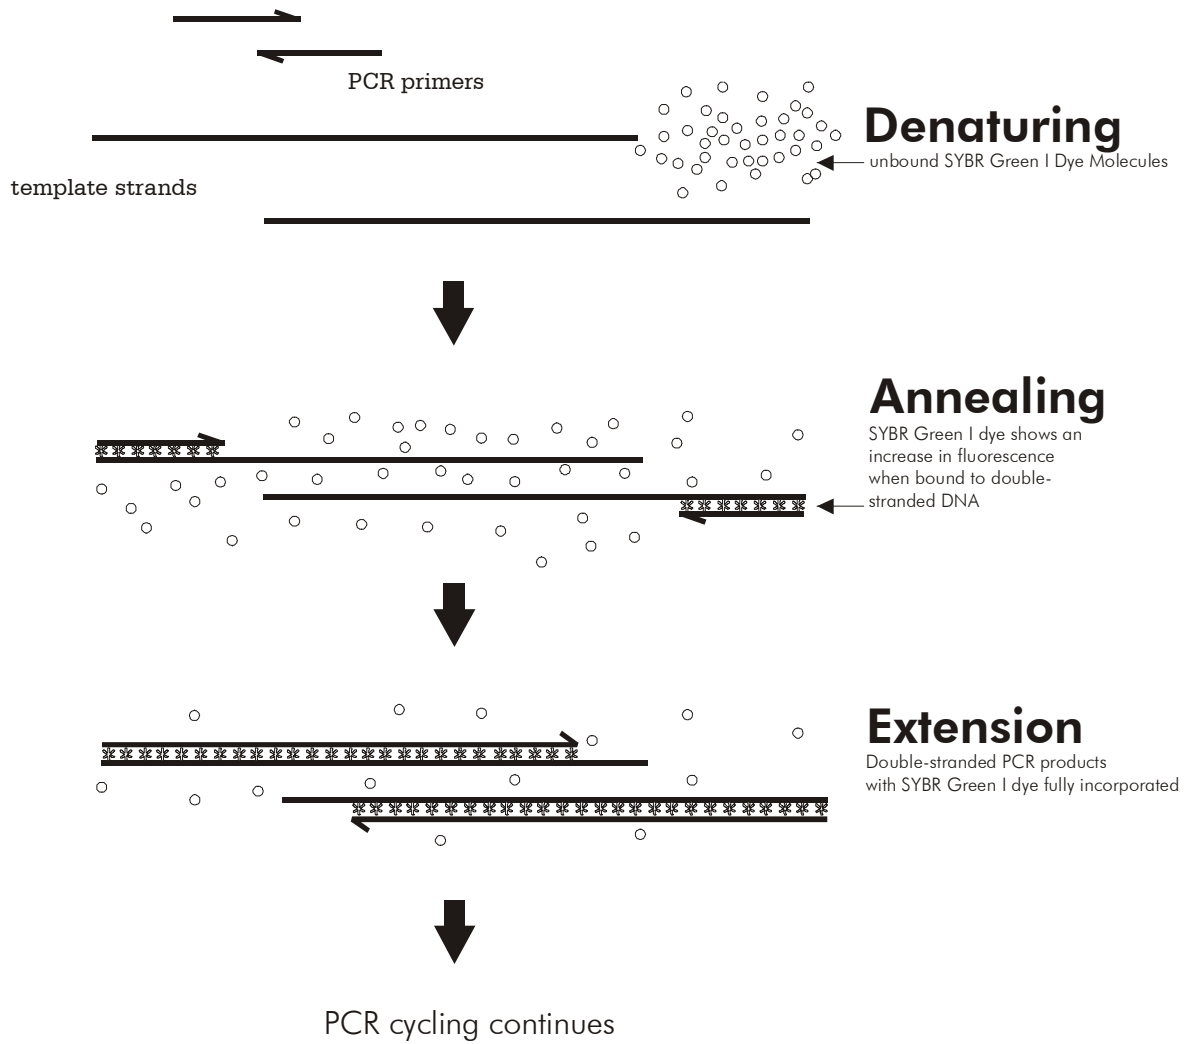 PCR primers
Denaturing
unbound SYBR Green I Dye Molecules
template strands
Annealing
SYBR Green I dye shows an
increase in fluorescence
when bound to double-
stranded DNA
Extension
Double-stranded PCR products
with SYBR Green I dye fully incorporated
PCR cycling continues